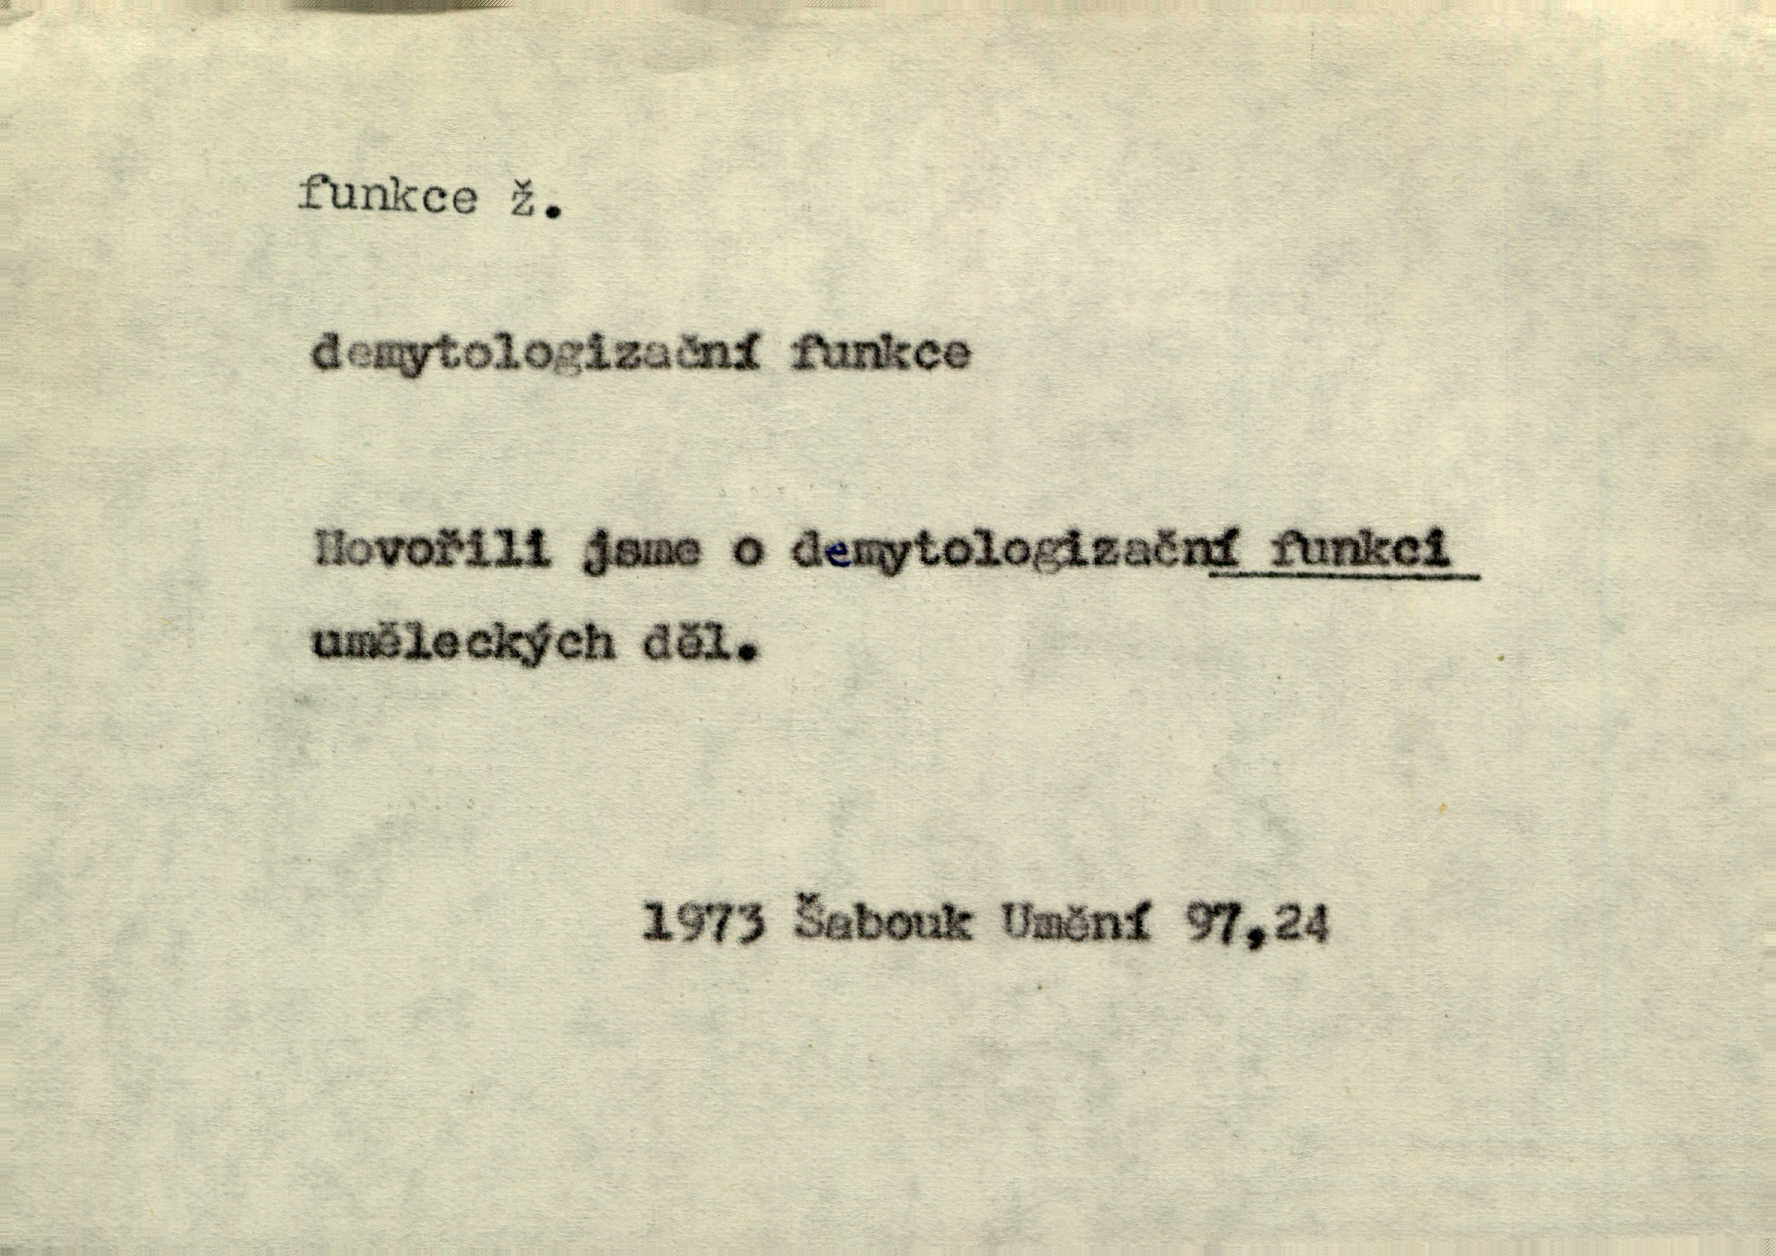 funkce ž.
demytologizační funkce
Hovořili jsme o demytologizační funkci
uměleckých děl.
1973 Šabouk Umění 97,24